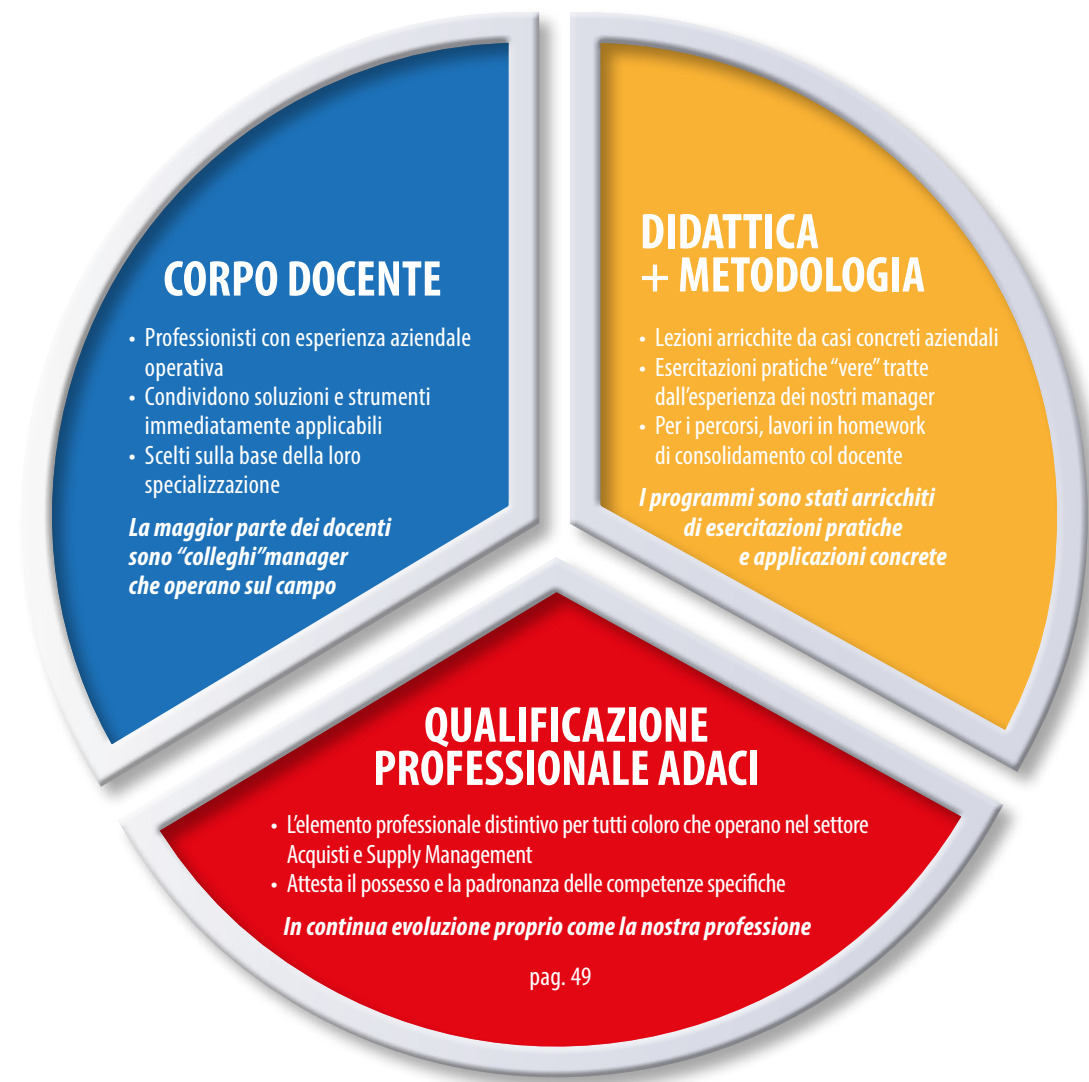 CORPO DOCENTE
• Professionisti con esperienza aziendale
operativa
• Condividono soluzioni e strumenti
immediatamente applicabili
• Scelti sulla base della loro
specializzazione
La maggior parte dei docenti
sono “colleghi”manager
che operano sul campo
DIDATTICA
+ METODOLOGIA
• Lezioni arricchite da casi concreti aziendali
• Esercitazioni pratiche “vere” tratte
dall’esperienza dei nostri manager
• Per i percorsi, lavori in homework
di consolidamento col docente
I programmi sono stati arricchiti
di esercitazioni pratiche
e applicazioni concrete
QUALIFICAZIONE
PROFESSIONALE ADACI
• L’elemento professionale distintivo per tutti coloro che operano nel settore
Acquisti e Supply Management
• Attesta il possesso e la padronanza delle competenze specifiche
In continua evoluzione proprio come la nostra professione
pag. 49